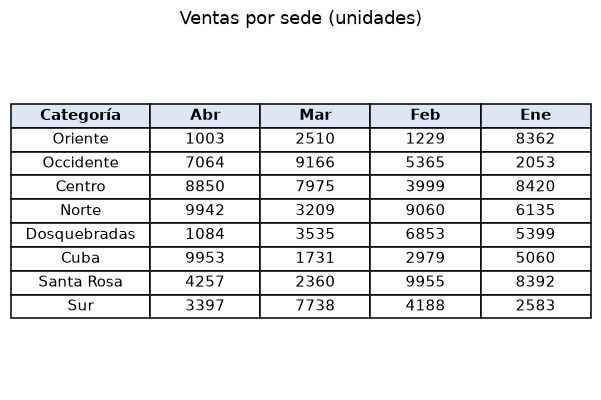 Ventas por sede (unidades)
Categoría Abr Mar Feb Ene
Oriente 1003 2510 1229 8362
Occidente 7064 9166 5365 2053
Centro 8850 7975 3999 8420
Norte 9942 3209 9060 6135
Dosquebradas 1084 3535 6853 5399
Cuba 9953 1731 2979 5060
Santa Rosa 4257 2360 9955 8392
Sur 3397 7738 4188 2583